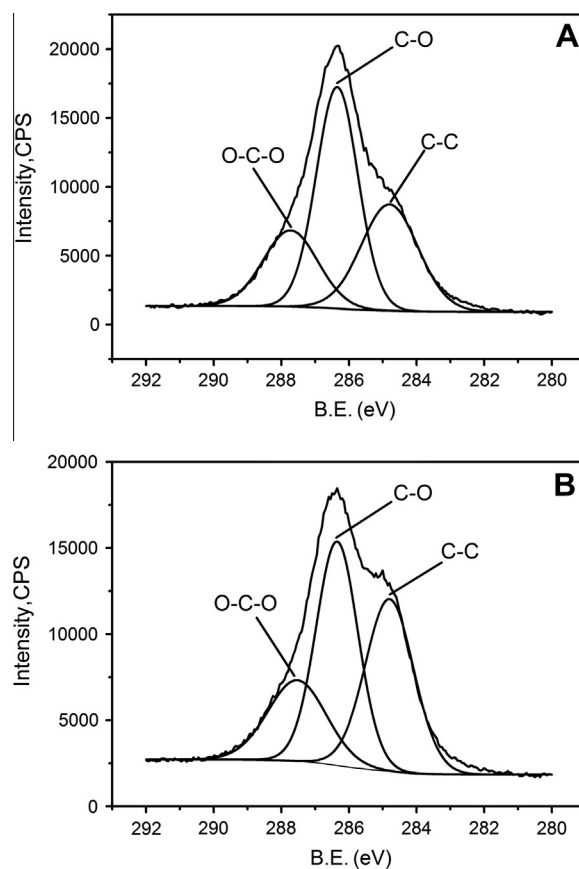 A
20000
15000
10000
5000
0
Intensity,CPS
C-O
O-C-O
C-C
292 290 288 286 284 282 280
B.E. (eV)
B
20000
15000
10000
5000
0
Intensity,CPS
C-O
O-C-O
C-C
292 290 288 286 284 282 280
B.E. (eV)